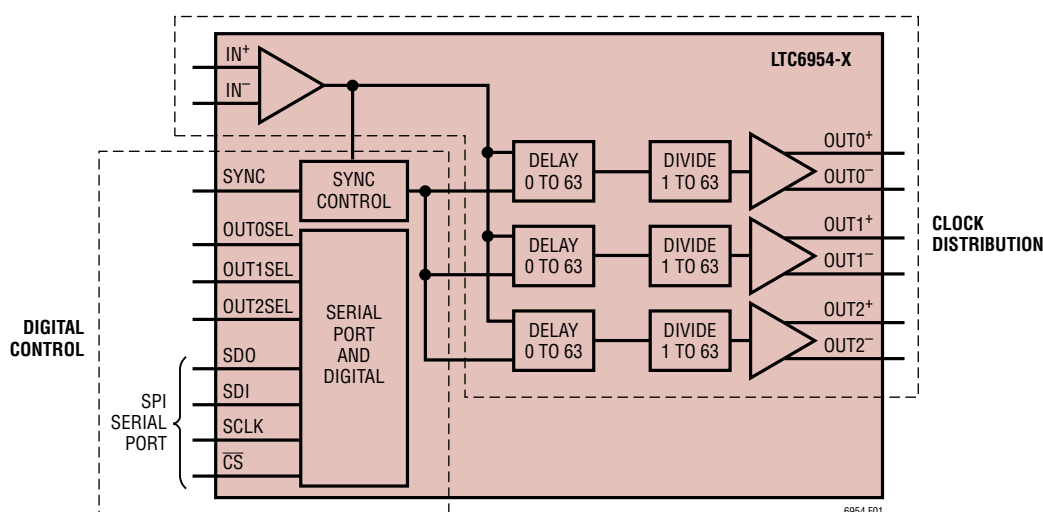 LTC6954-X
IN+
IN–
SYNC
SYNC
CONTROL
OUT0SEL
OUT1SEL
OUT2SEL
SDO
SDI
SCLK
CS
SERIAL
PORT
AND
DIGITAL
DIGITAL
CONTROL
SPI
SERIAL
PORT
DELAY
0 TO 63
DIVIDE
1 TO 63
OUT0+
OUT0–
DELAY
0 TO 63
DIVIDE
1 TO 63
OUT1+
OUT1–
DELAY
0 TO 63
DIVIDE
1 TO 63
OUT2+
OUT2–
CLOCK
DISTRIBUTION
6954 F01